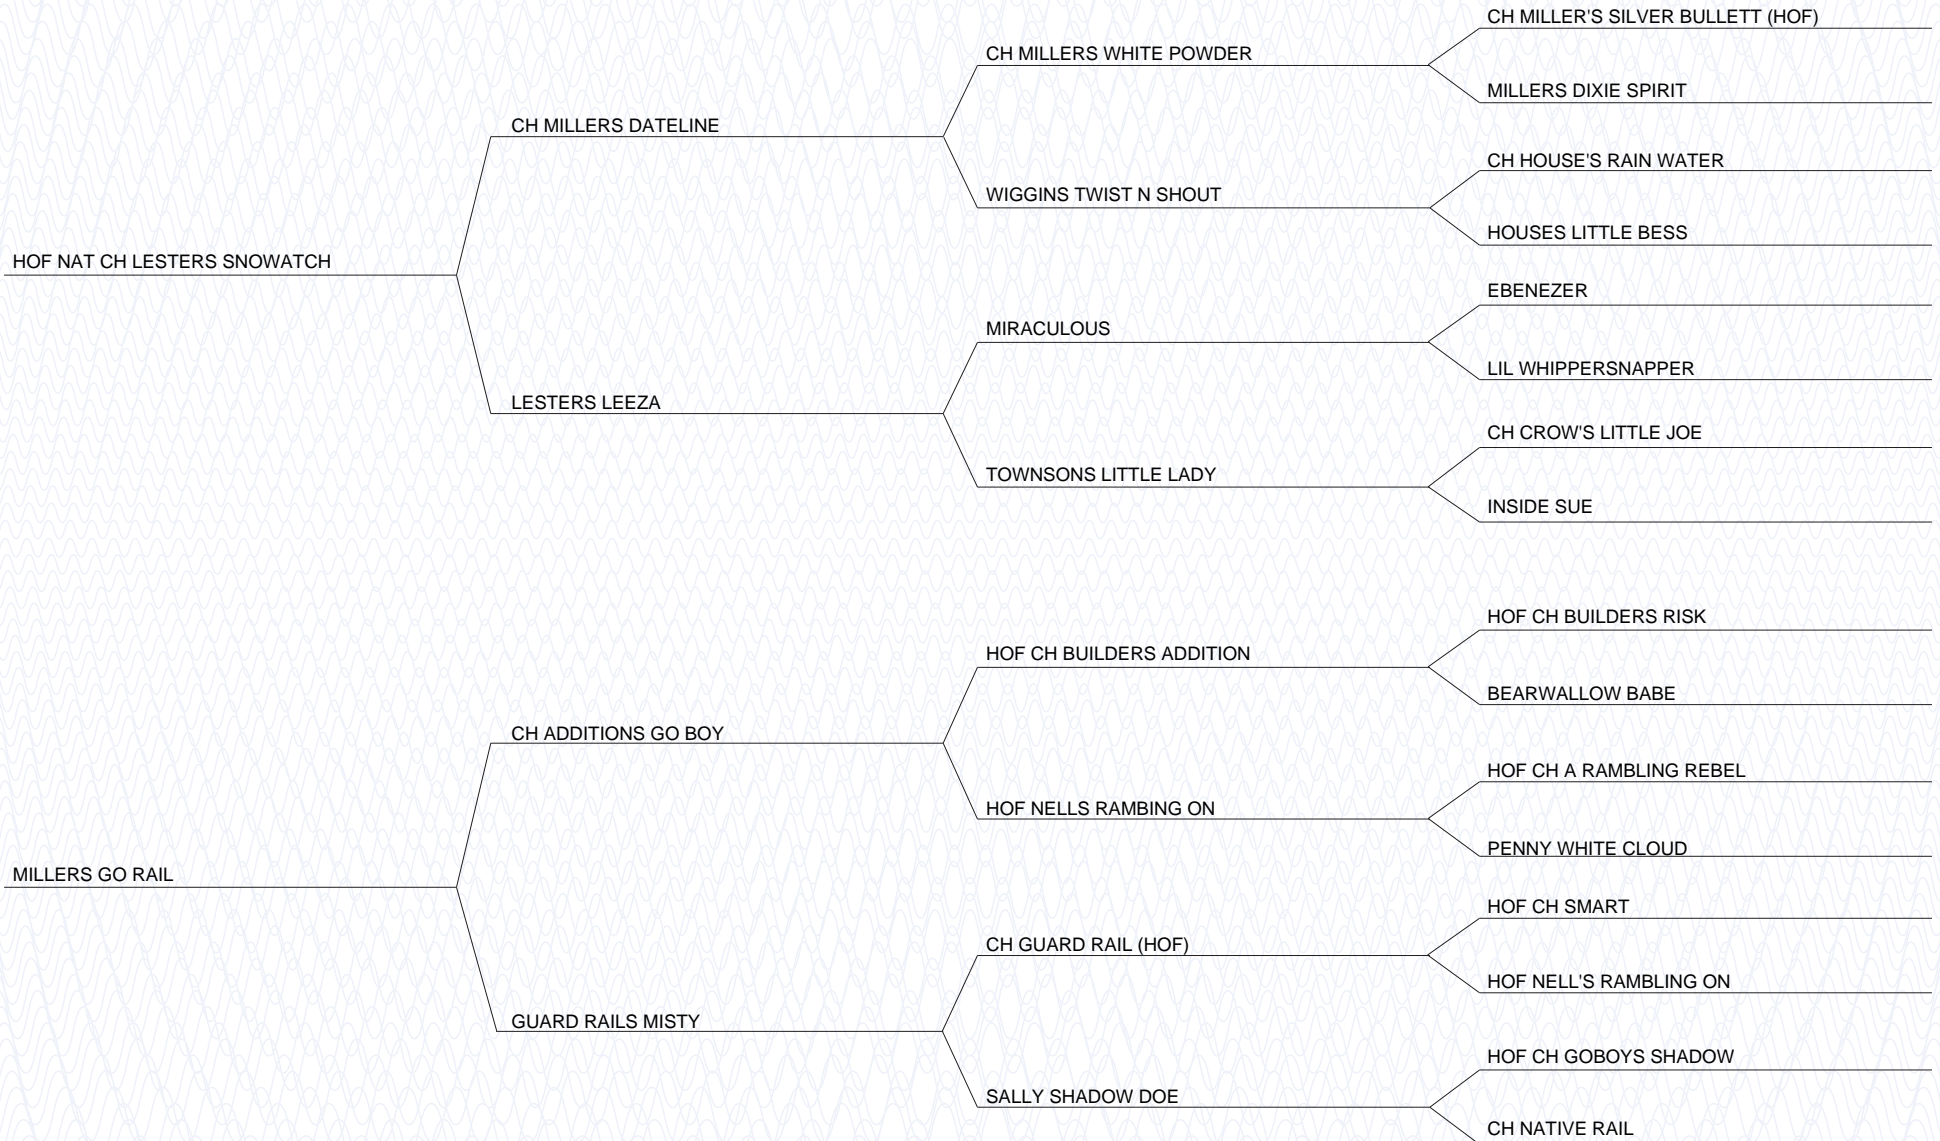 CH MILLER'S SILVER BULLETT (HOF)
CH MILLERS WHITE POWDER
MILLERS DIXIE SPIRIT
CH MILLERS DATELINE
CH HOUSE'S RAIN WATER
WIGGINS TWIST N SHOUT
HOUSES LITTLE BESS
HOF NAT CH LESTERS SNOWATCH
EBENEZER
MIRACULOUS
LIL WHIPPERSNAPPER
LESTERS LEEZA
CH CROW'S LITTLE JOE
TOWNSONS LITTLE LADY
INSIDE SUE
HOF CH BUILDERS RISK
HOF CH BUILDERS ADDITION
BEARWALLOW BABE
CH ADDITIONS GO BOY
HOF CH A RAMBLING REBEL
HOF NELLS RAMBING ON
PENNY WHITE CLOUD
MILLERS GO RAIL
HOF CH SMART
CH GUARD RAIL (HOF)
HOF NELL'S RAMBLING ON
GUARD RAILS MISTY
HOF CH GOBOYS SHADOW
SALLY SHADOW DOE
CH NATIVE RAIL